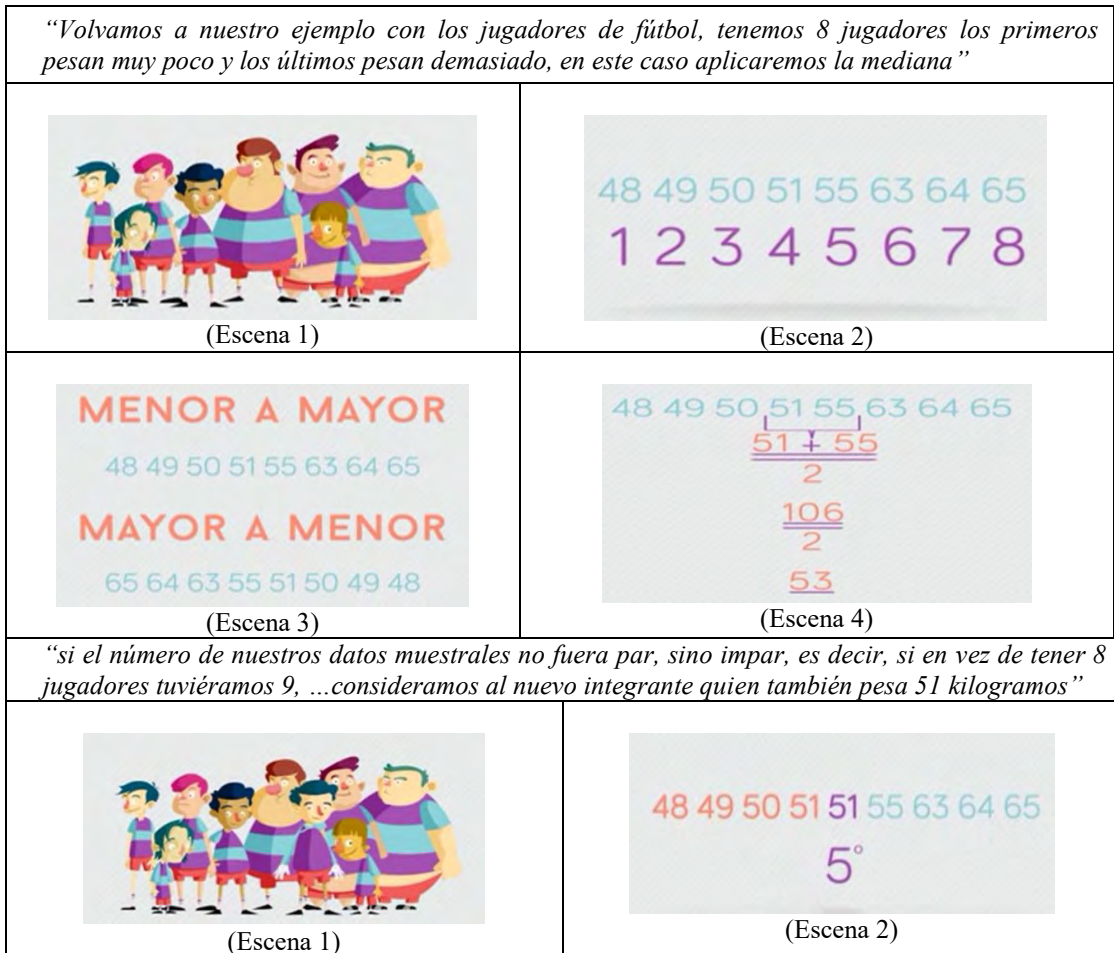 “Volvamos a nuestro ejemplo con los jugadores de fútbol, tenemos 8 jugadores los primeros
pesan muy poco y los últimos pesan demasiado, en este caso aplicaremos la mediana”
48 49 50 51 55 63 64 65
1 2 3 4 5 6 7 8
(Escena 1)
(Escena 2)
MENOR A MAYOR
48 49 50 51 55 63 64 65
MAYOR A MENOR
65 64 63 55 51 50 49 48
(Escena 3)
48 49 50 51 55 63 64 65
51 + 55
2
106
2
53
(Escena 4)
“si el número de nuestros datos muestrales no fuera par, sino impar, es decir, si en vez de tener 8
jugadores tuviéramos 9, ...consideramos al nuevo integrante quien también pesa 51 kilogramos”
(Escena 1)
48 49 50 51 51 55 63 64 65
5°
(Escena 2)